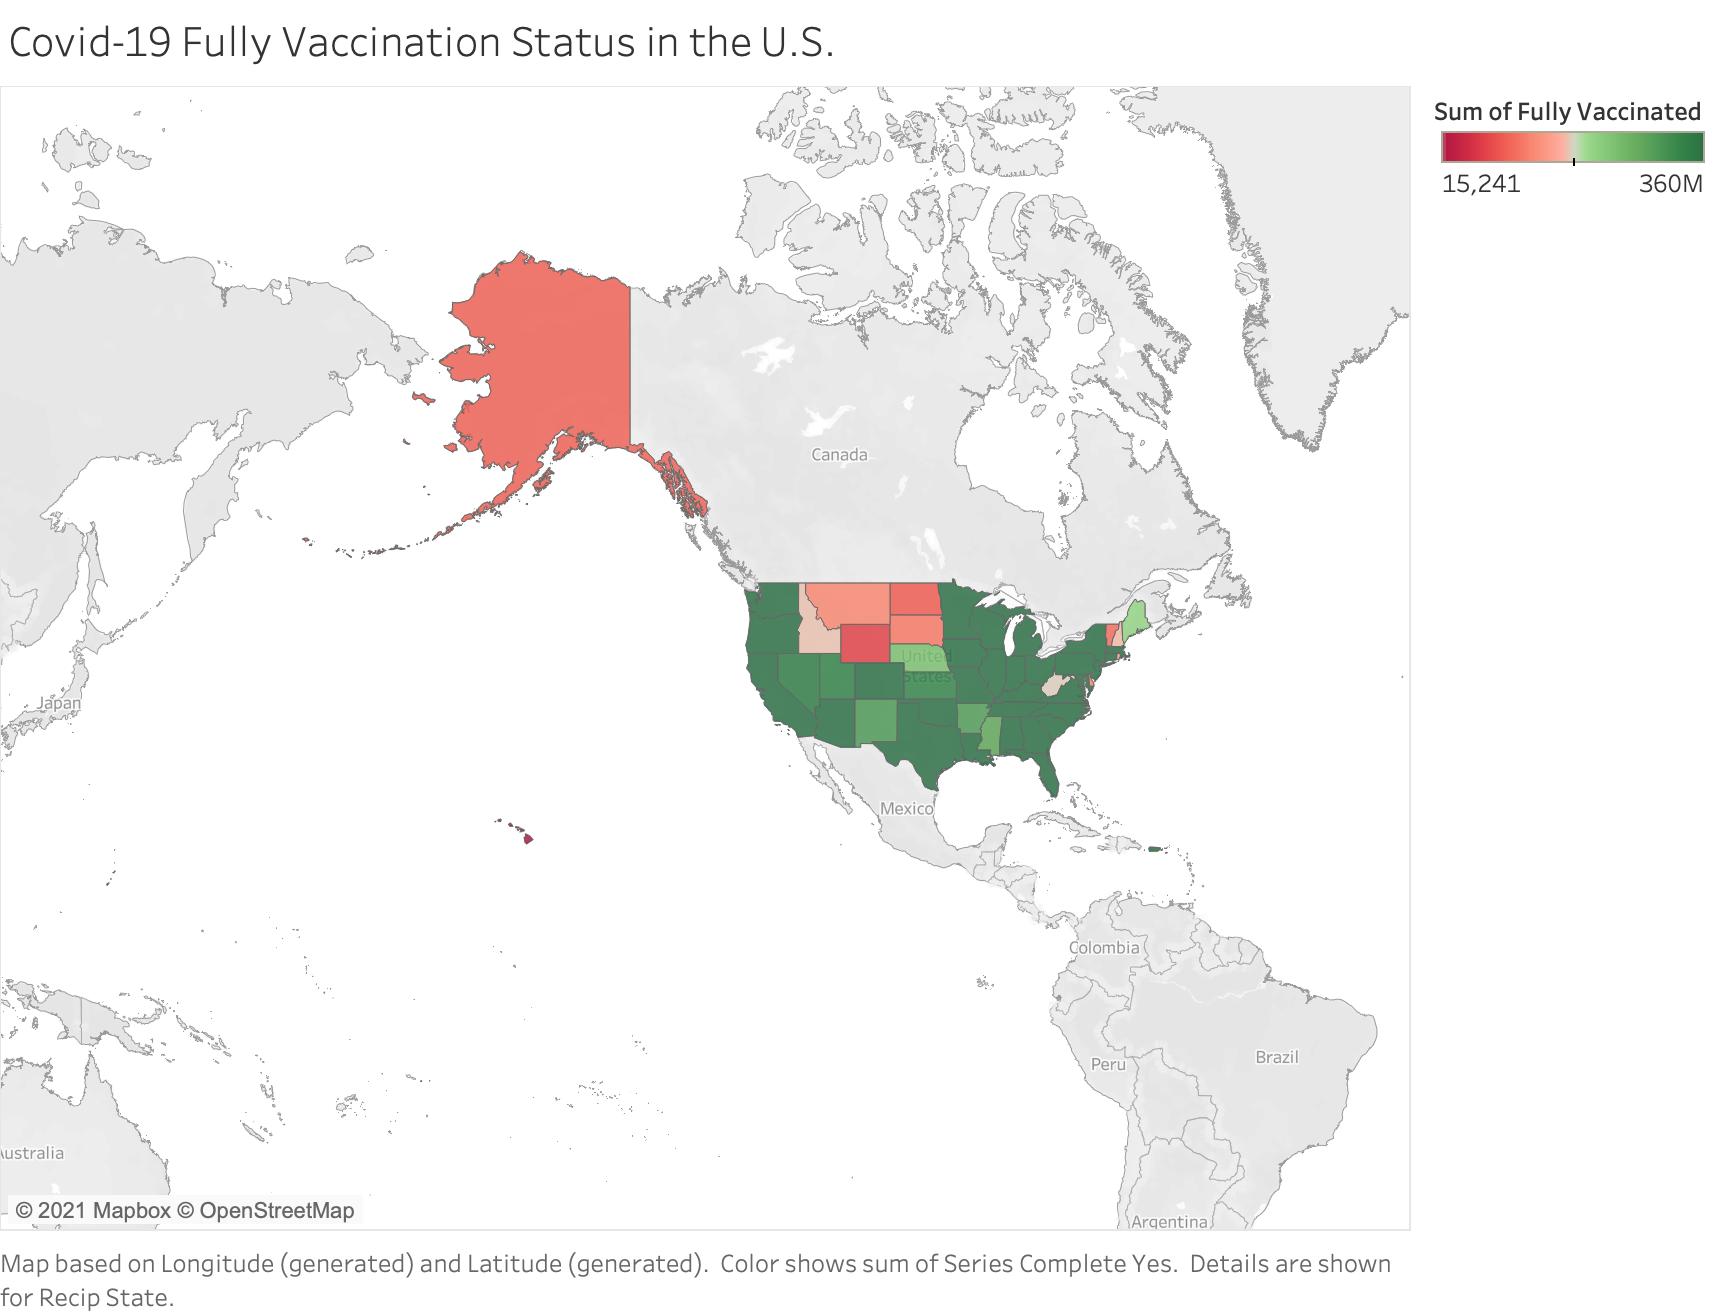 Covid-19 Fully Vaccination Status in the U.S.
Sum of Fully Vaccinated
15,241
360M
Canada
United
States
Japan
Mexico
Colombia
Brazil
Peru
Australia
Argentina
© 2021 Mapbox © OpenStreetMap
Map based on Longitude (generated) and Latitude (generated). Color shows sum of Series Complete Yes. Details are shown
for Recip State.